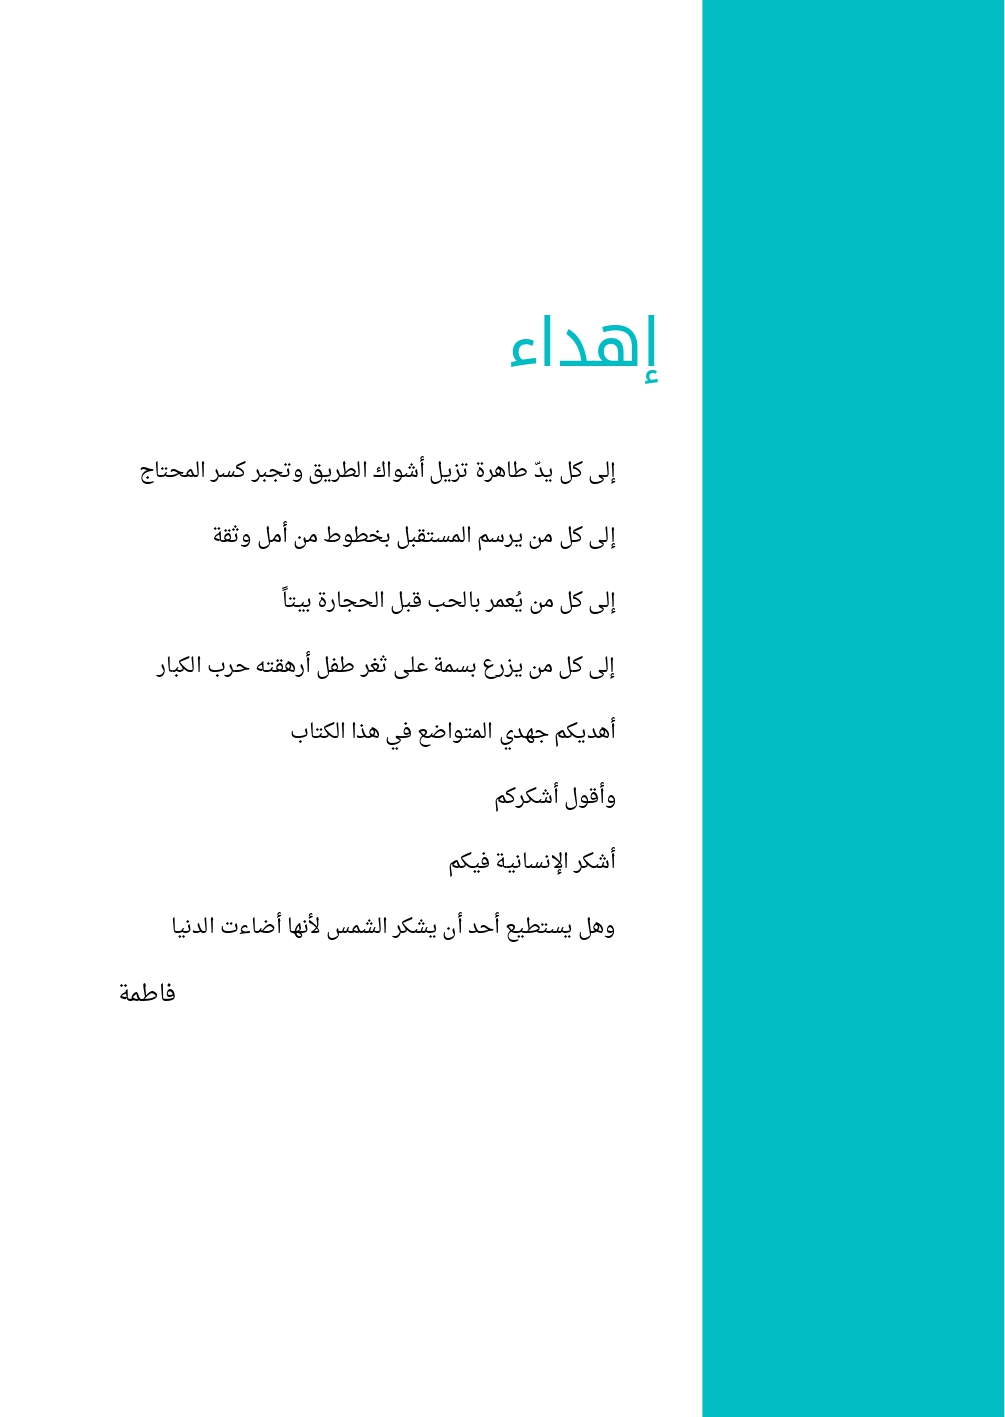 إهداء
إلى كل يدّ طاهرة تزيل أشواك الطريق وتجبر كسر المحتاج
إلى كل من يرسم المستقبل بخطوط من أمل وثقة
إلى كل من يُعمر بالحب قبل الحجارة بيتاً
إلى كل من يزرع بسمة على ثغر طفل أرهقته حرب الكبار
أهديكم جهدي المتواضع في هذا الكتاب
وأقول أشكركم
أشكر الإنسانية فيكم
وهل يستطيع أحد أن يشكر الشمس لأنها أضاءت الدنيا
فاطمة